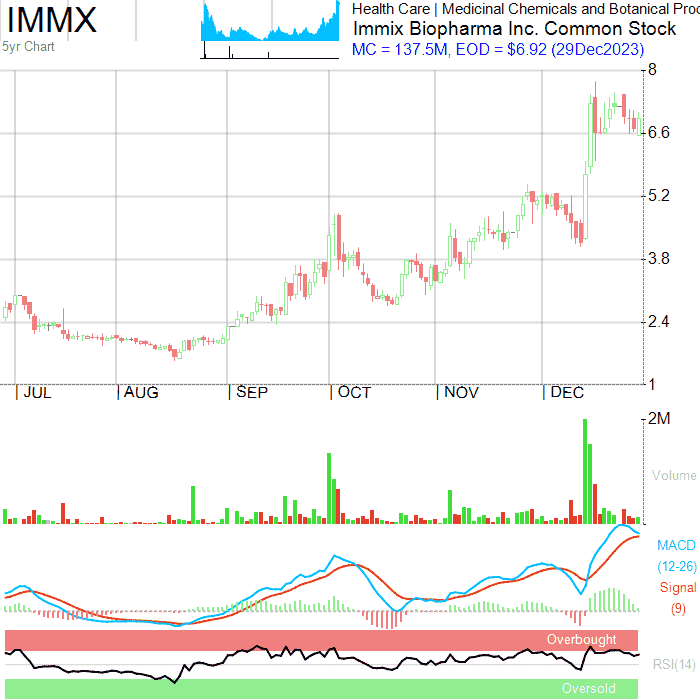 IMMX
5yr Chart
Health Care | Medicinal Chemicals and Botanical Proc
Immix Biopharma Inc. Common Stock
MC = 137.5M, EOD = $6.92 (29Dec2023)
8
6.6
5.2
3.8
2.4
1
JUL AUG SEP OCT NOV DEC
2M
Volume
MACD
(12-26)
Signal
(9)
Overbought
RSI(14)
Oversold